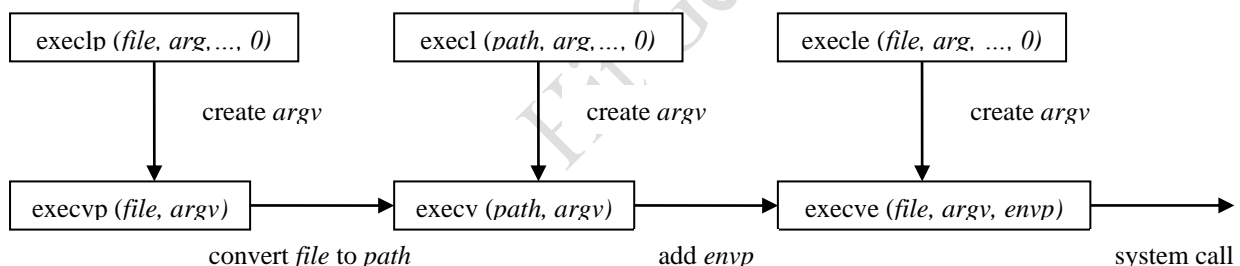 execlp (file, arg,..., 0)
execl (path, arg,..., 0)
execle (file, arg, ..., 0)
create argv
create argv
create argv
execvp (file, argv)
execv (path, argv)
execve (file, argv, envp)
convert file to path
add envp
system call